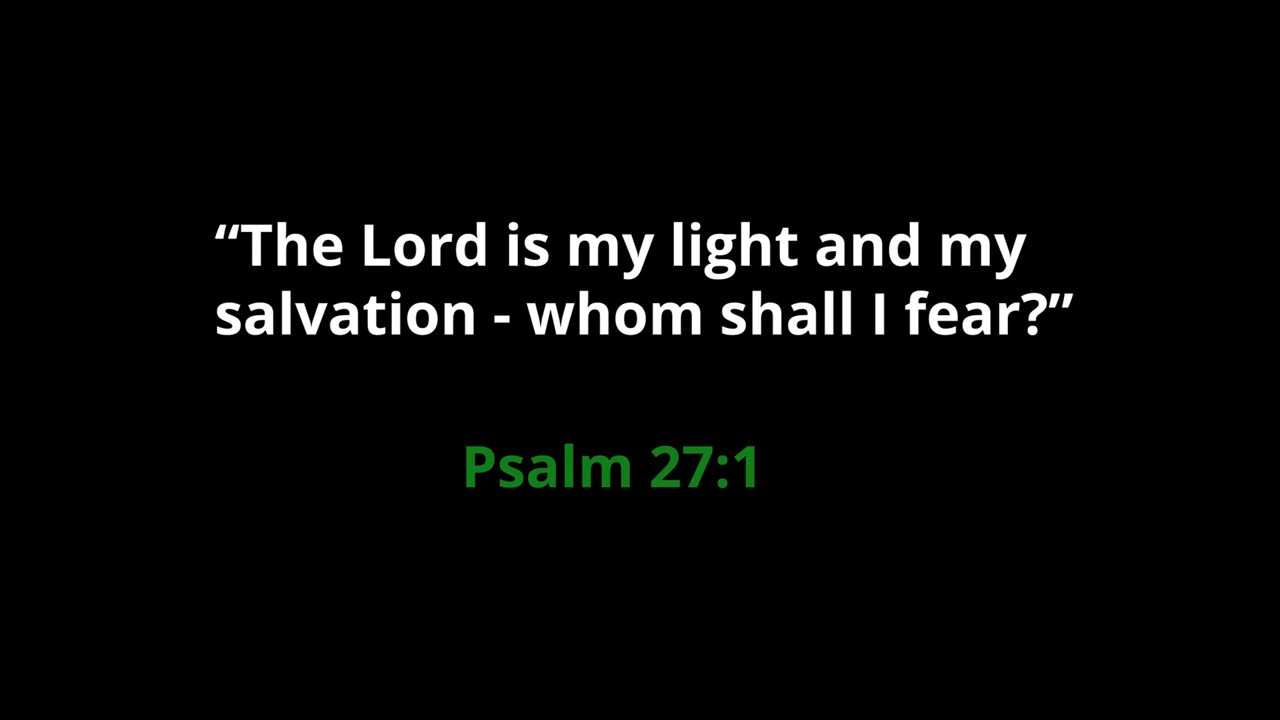 “The Lord is my light and my
salvation - whom shall I fear?”
Psalm 27:1